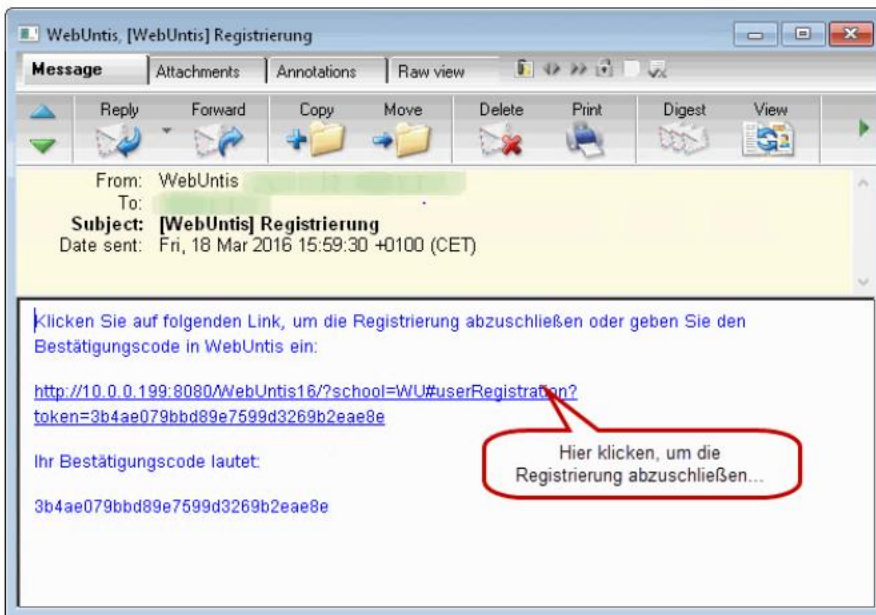 WebUntis, [WebUntis] Registrierung
Message Attachments Annotations Raw view
Reply Forward Copy Move Delete Print Digest View
From: WebUntis
To:
Subject: [WebUntis] Registrierung
Date sent: Fri, 18 Mar 2016 15:59:30 +0100 (CET)
Klicken Sie auf folgenden Link, um die Registrierung abzuschließen oder geben Sie den
Bestätigungscode in WebUntis ein:
http://10.0.0.199:8080/WebUntis16/?school=WU#userRegistration?
token=3b4ae079bbd89e7599d3269b2eae8e
Hier klicken, um die
Registrierung abzuschließen...
Ihr Bestätigungscode lautet:
3b4ae079bbd89e7599d3269b2eae8e